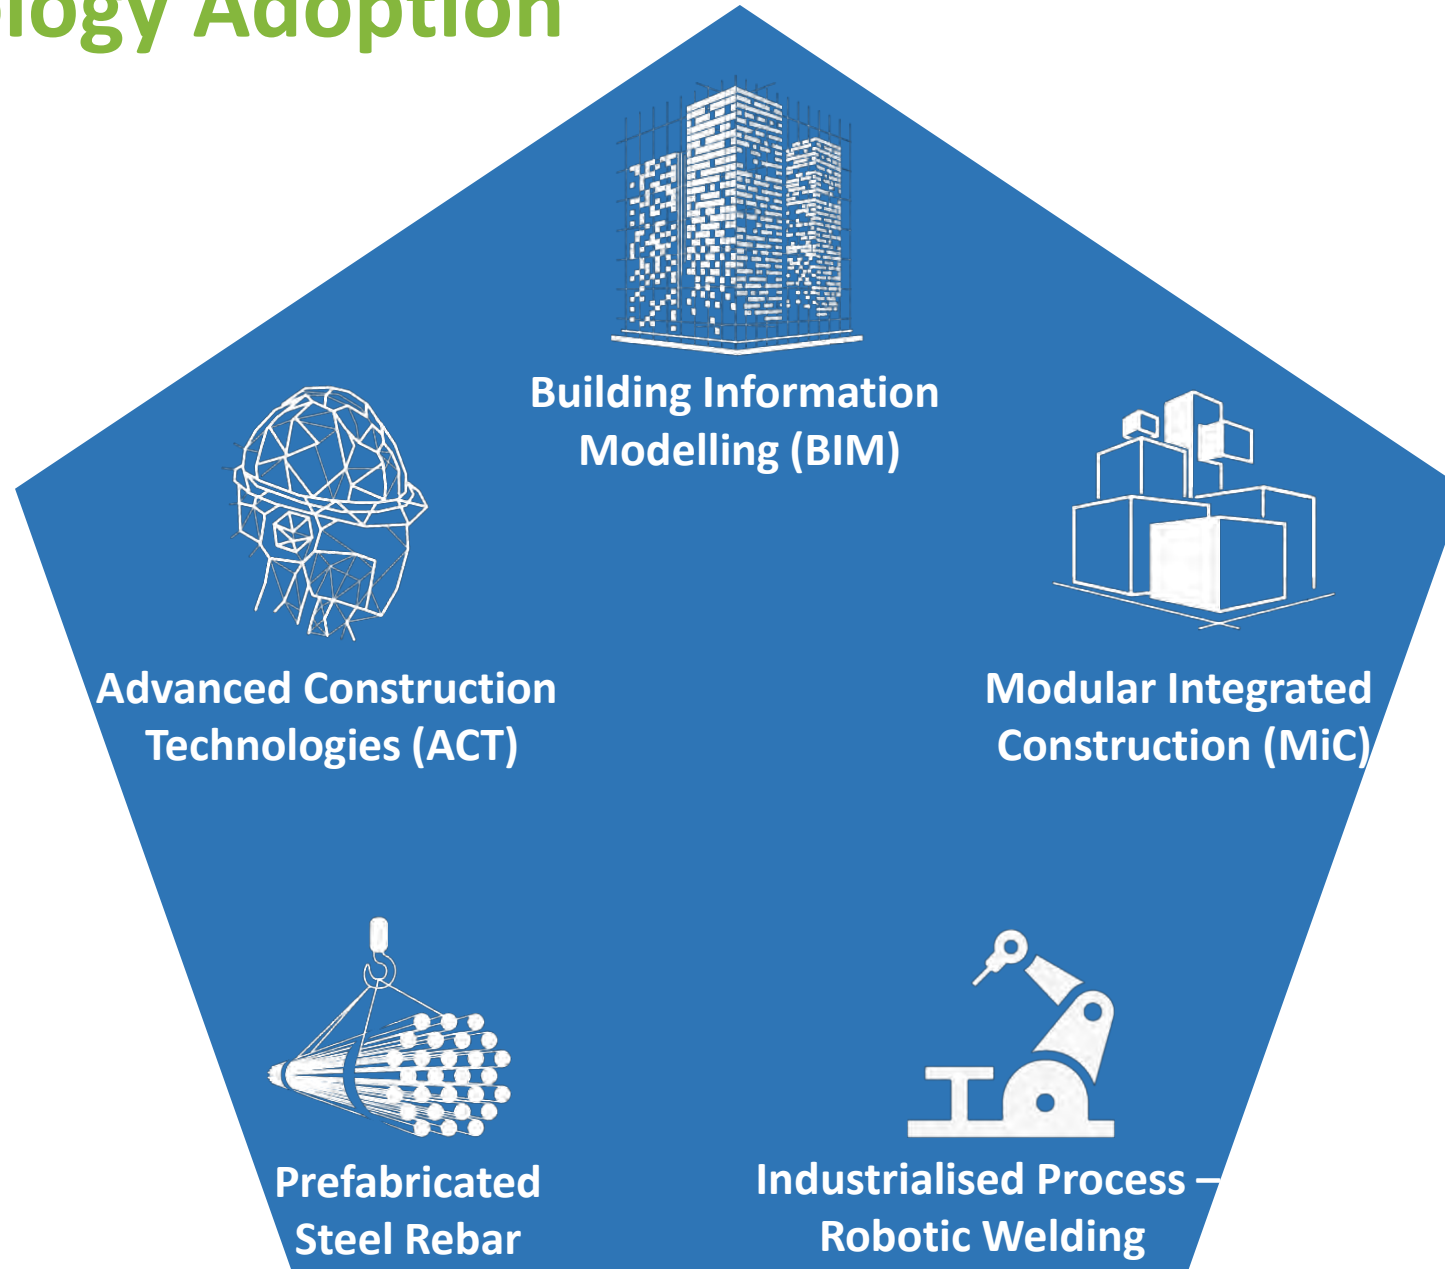 ology Adoption
Building Information
Modelling (BIM)
Advanced Construction
Technologies (ACT)
Modular Integrated
Construction (MiC)
Prefabricated
Steel Rebar
Industrialised Process –
Robotic Welding